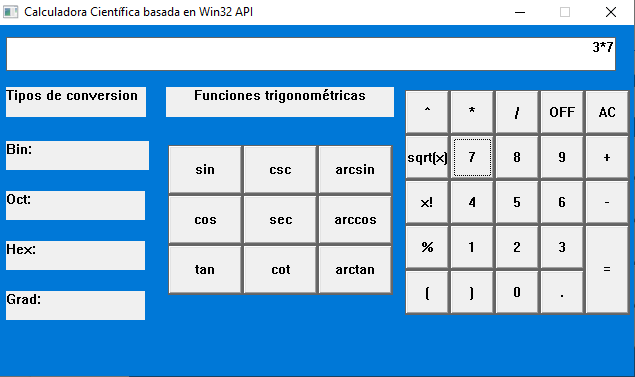 Calculadora Científica basada en Win32 API
3*7
Tipos de conversion
Funciones trigonométricas
^ * / OFF AC
Bin:
sqrt(x) 7 8 9 +
sin csc arcsin
Oct:
x! 4 5 6 -
cos sec arccos
Hex:
% 1 2 3 =
tan cot arctan
Grad:
( ) 0 .